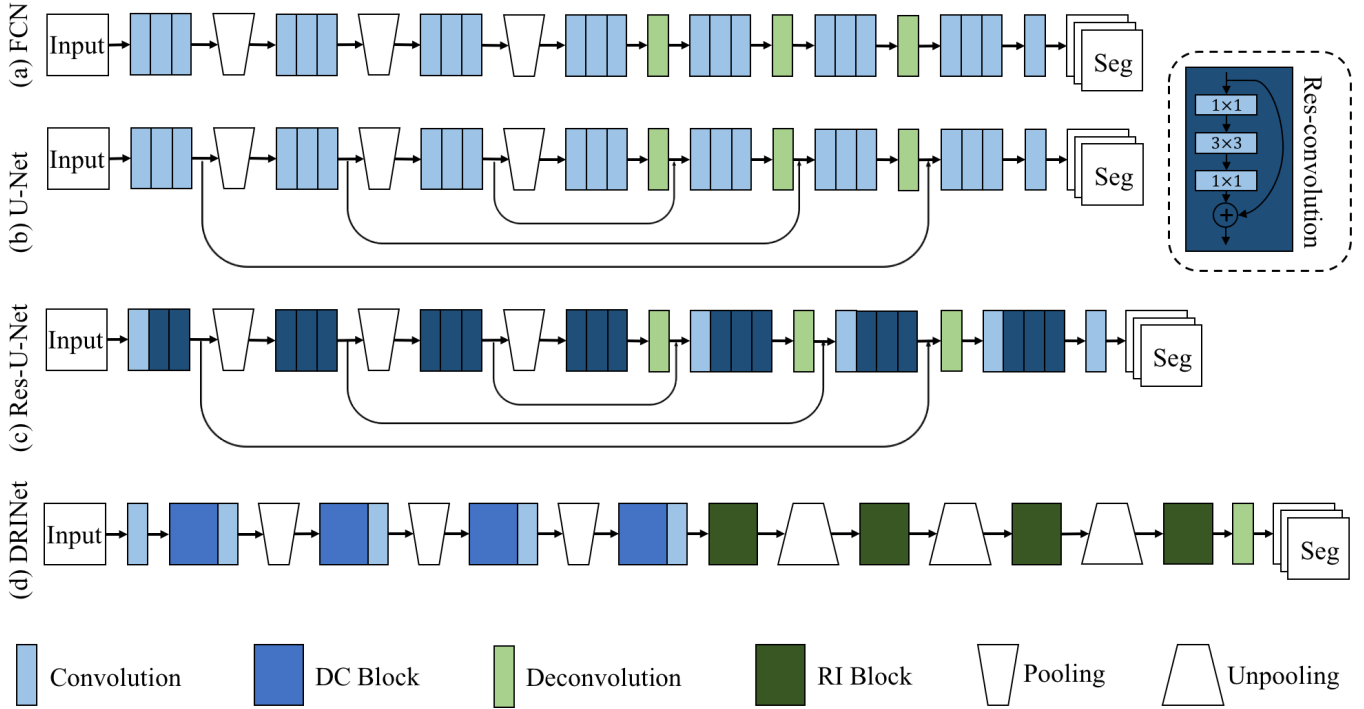 (a) FCN
Input
Seg
(b) U-Net
Input
Seg
Res-convolution
1×1
3×3
1×1
+
(c) Res-U-Net
Input
Seg
(d) DRINet
Input
Seg
Convolution
DC Block
Deconvolution
RI Block
Pooling
Unpooling